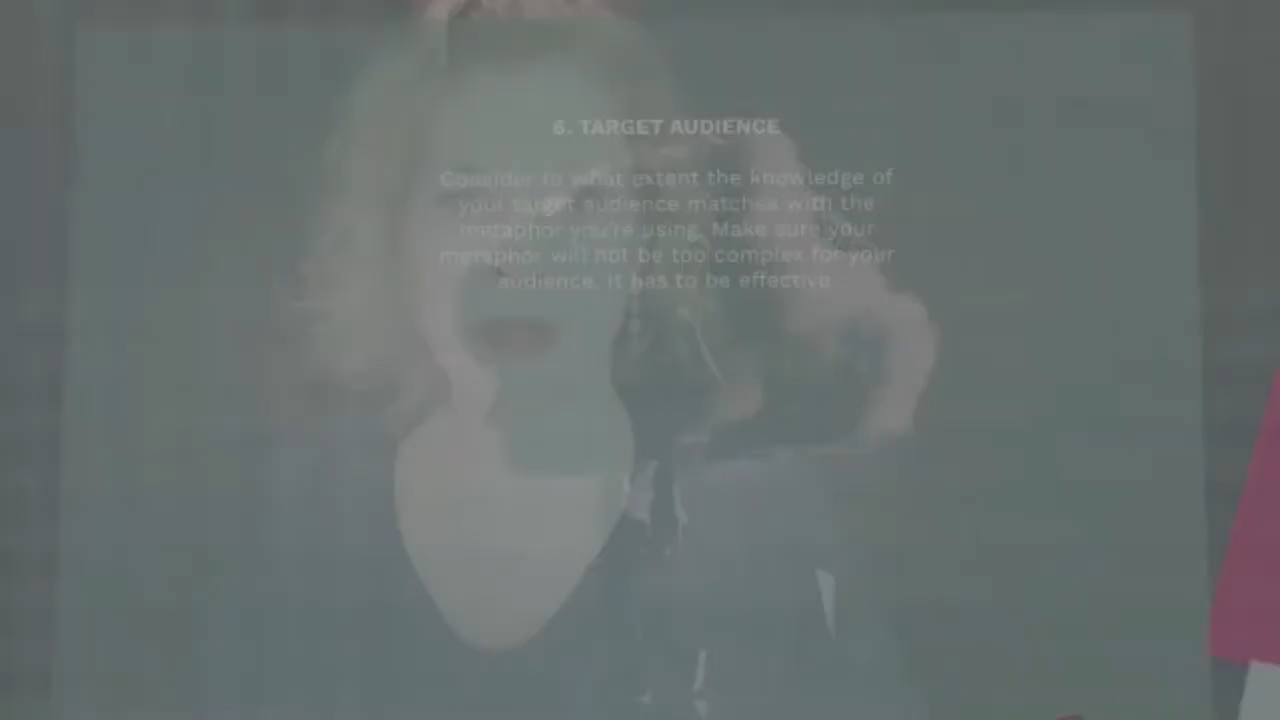 6. TARGET AUDIENCE
Consider to what extent the knowledge of
your target audience matches with the
metaphor you're using. Make sure your
metaphor will not be too complex for your
audience. It has to be effective.